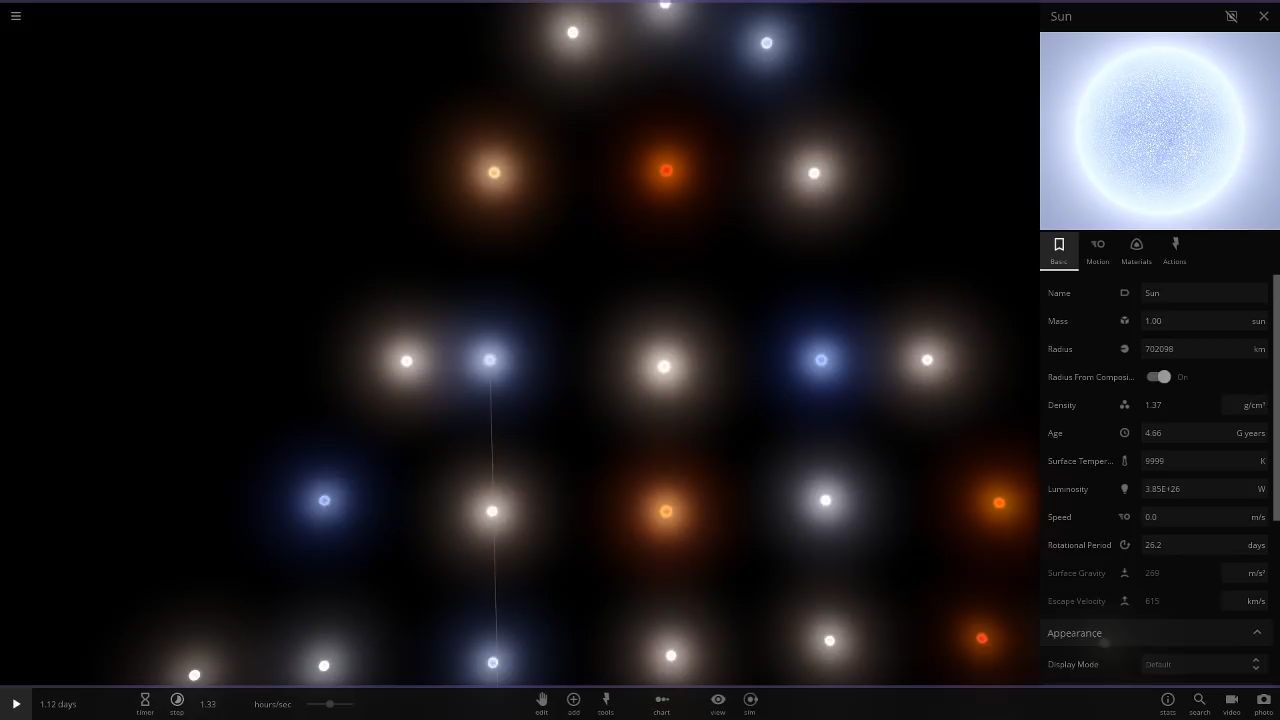 Sun
Basic
Motion
Materials
Actions
Name Sun
Mass 1.00 sun
Radius 702098 km
Radius From Composi... On
Density 1.37 g/cm³
Age 4.66 G years
Surface Temper... 9999 K
Luminosity 3.85E+26 W
Speed 0.0 m/s
Rotational Period 26.2 days
Surface Gravity 269 m/s²
Escape Velocity 615 km/s
Appearance
Display Mode Default
1.12 days
timer
step
1.33 hours/sec
edit
add
tools
chart
view
sim
stats
search
video
photo